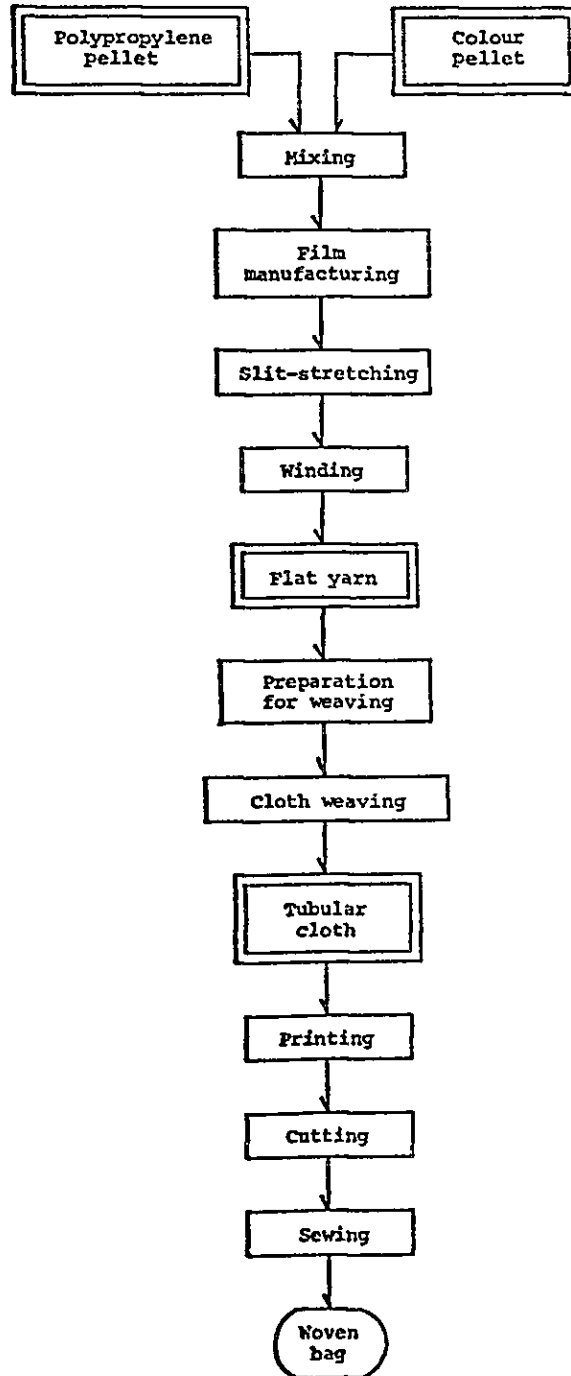 Polypropylene
pellet
Colour
pellet
Mixing
Film
manufacturing
Slit-stretching
Winding
Flat yarn
Preparation
for weaving
Cloth weaving
Tubular
cloth
Printing
Cutting
Sewing
Woven
bag